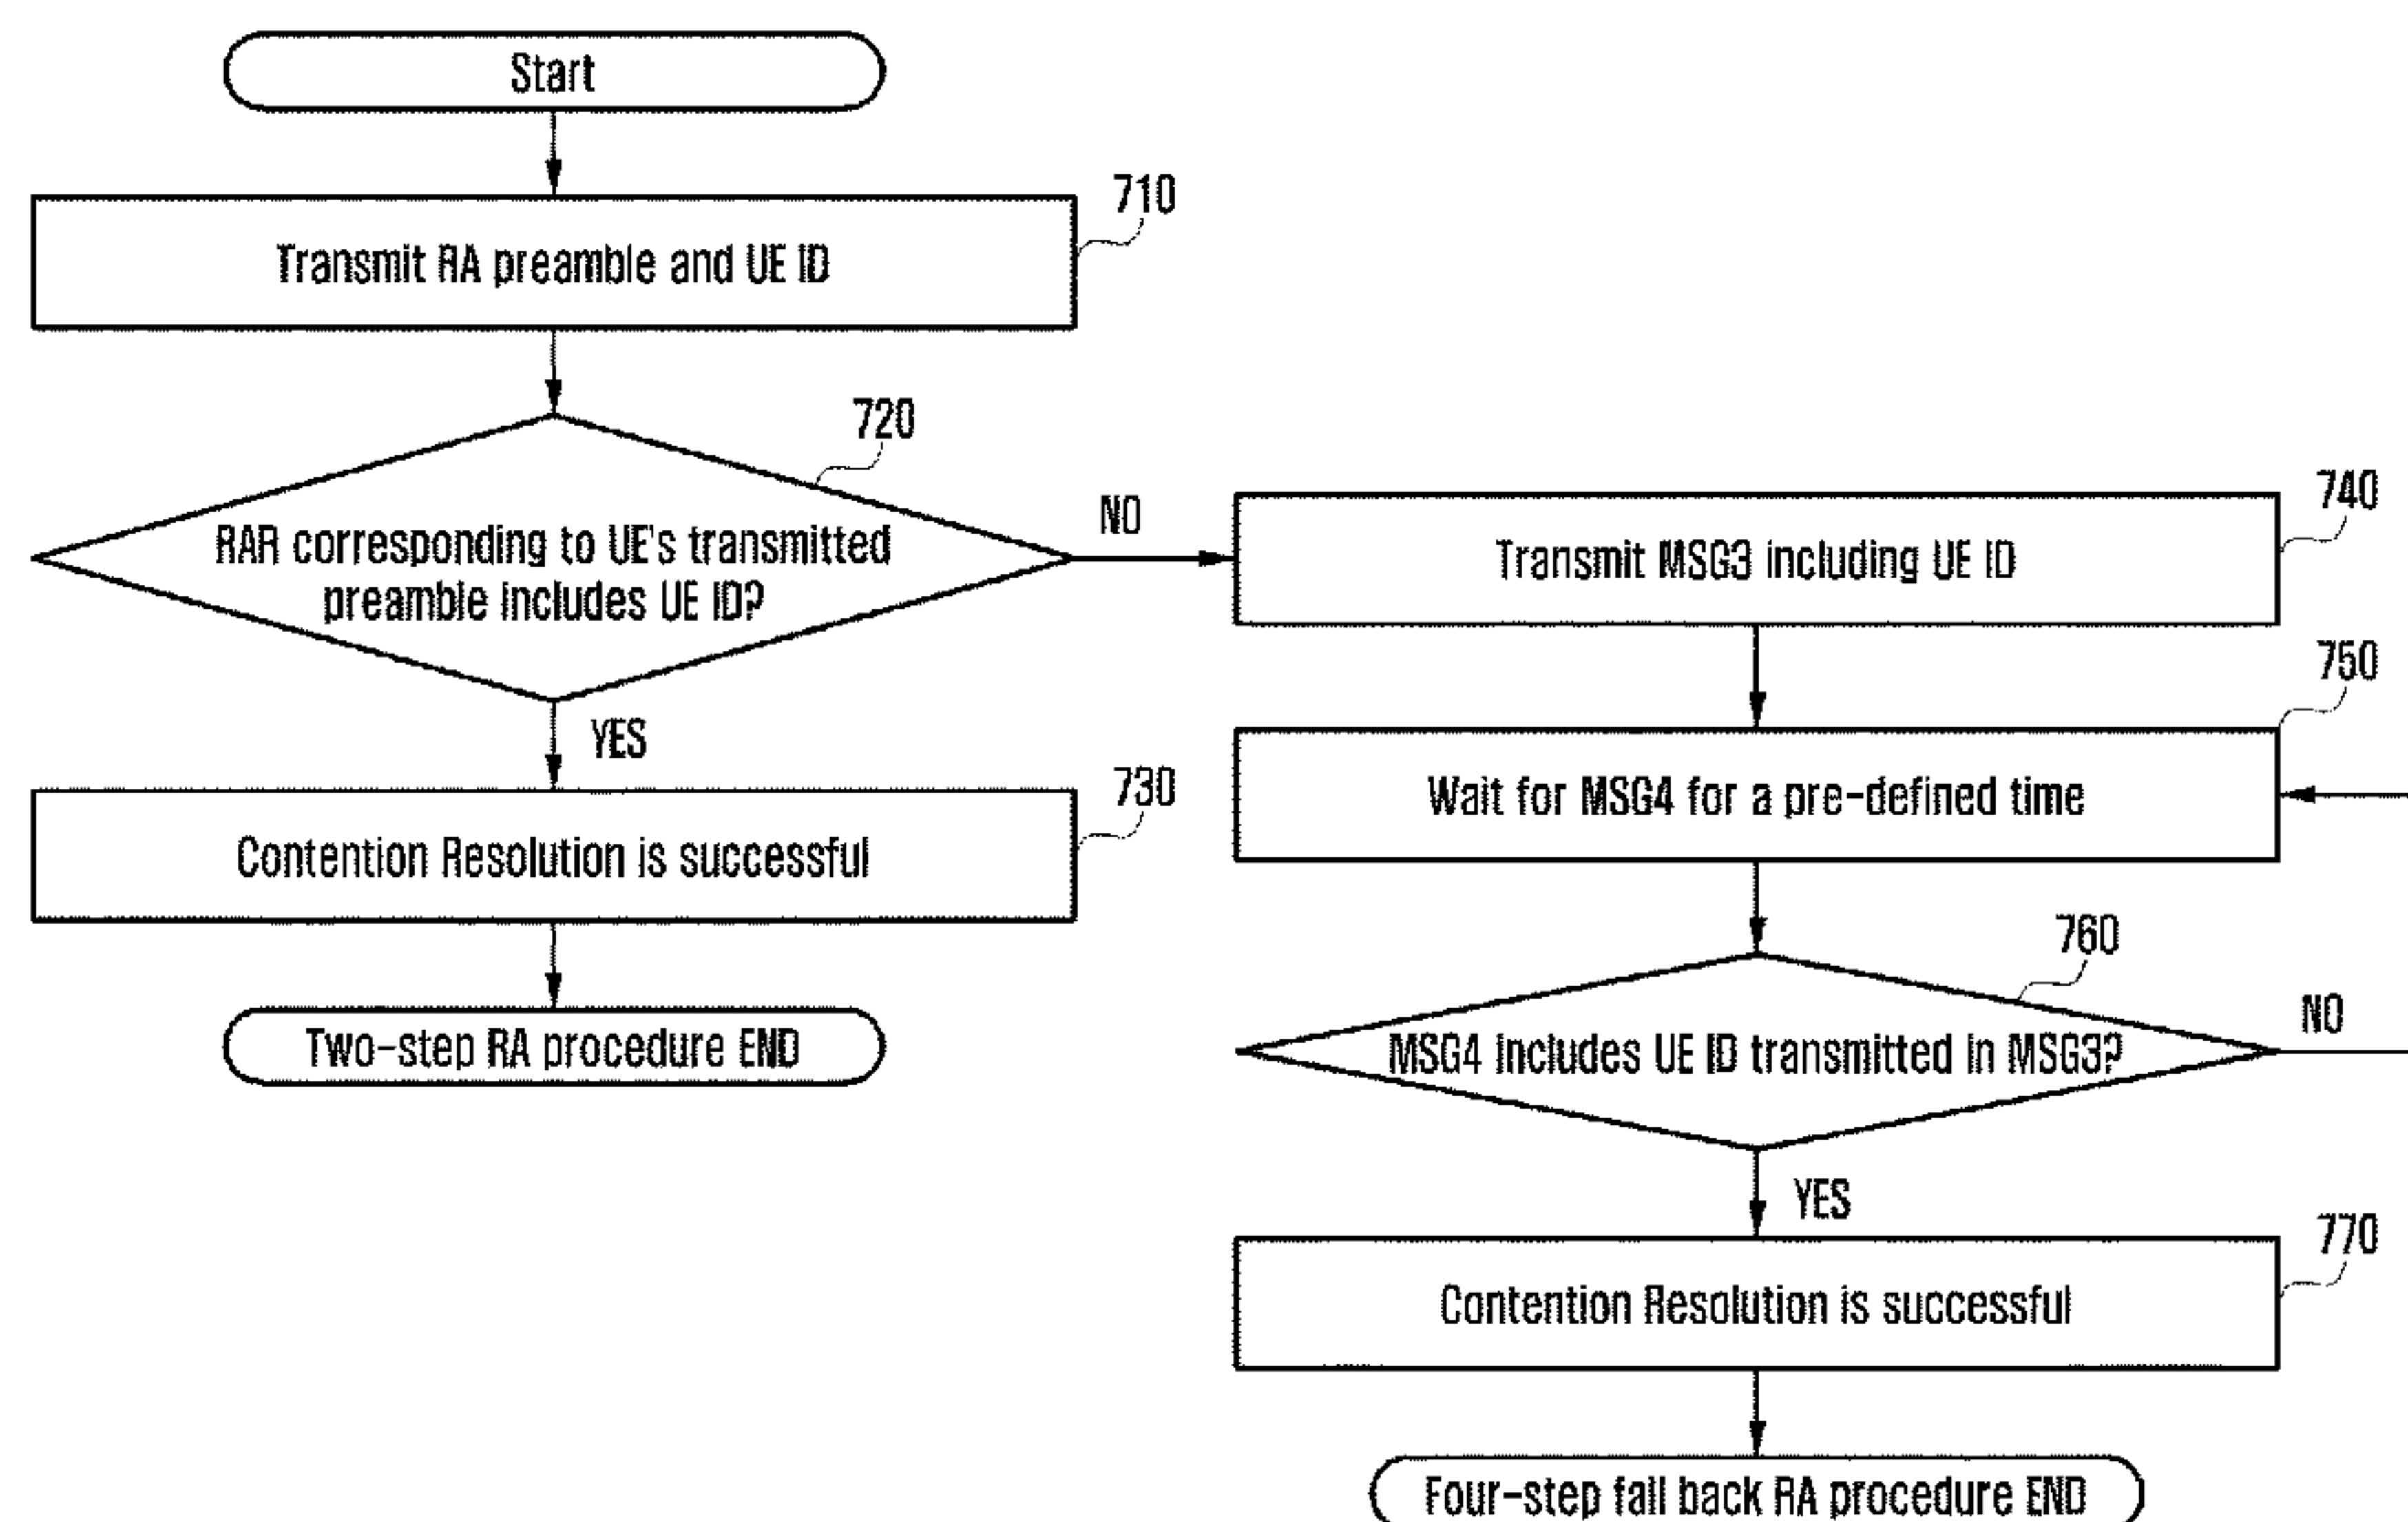 Start
710
Transmit RA preamble and UE ID
720
RAR corresponding to UE's transmitted
preamble includes UE ID?
NO
YES
730
Contention Resolution is successful
Two-step RA procedure END
740
Transmit MSG3 including UE ID
750
Wait for MSG4 for a pre-defined time
760
MSG4 includes UE ID transmitted in MSG3?
NO
YES
770
Contention Resolution is successful
Four-step fall back RA procedure END